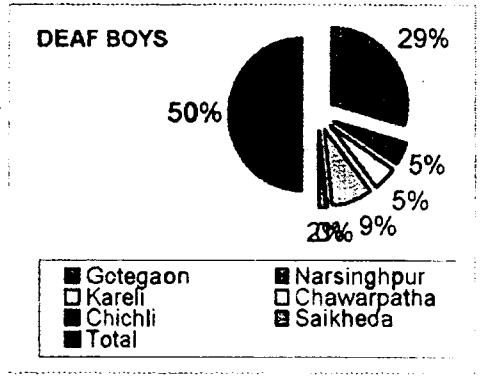 DEAF BOYS
29%
50%
5%
5%
9%
Gotegaon Narsinghpur
Kareli Chawarpatha
Chichli Saikheda
Total